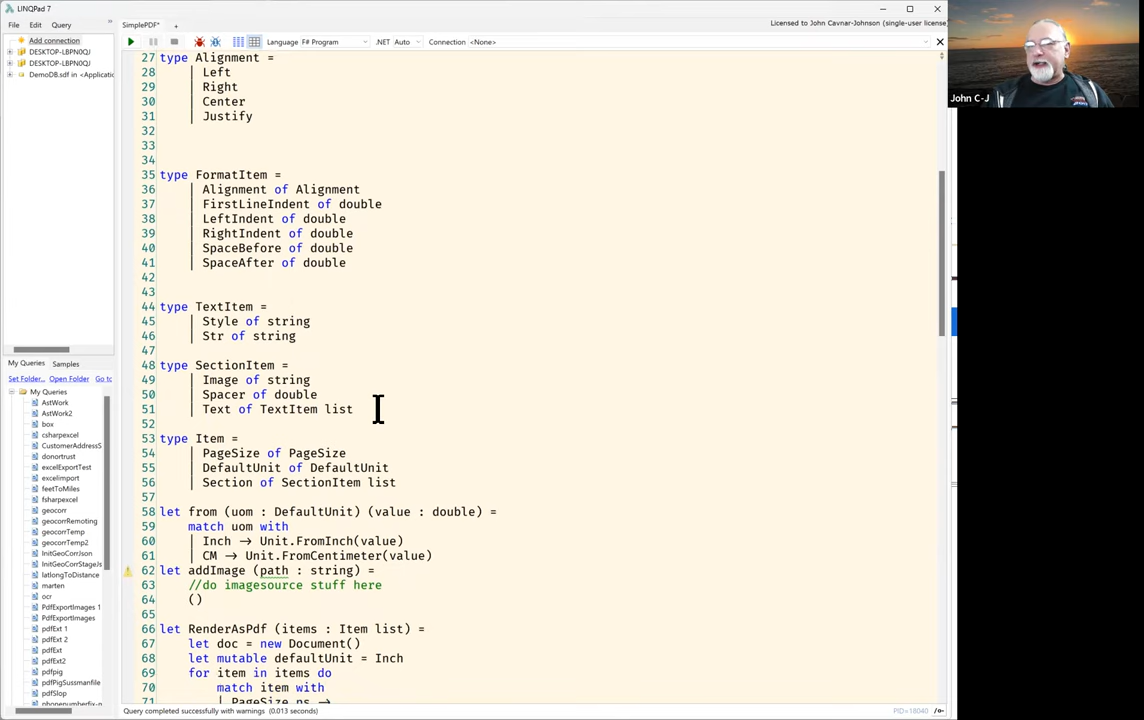 LINQPad 7
File Edit Query
SimplePDF* +
Licensed to John Cavnar-Johnson (single-user license
Language F# Program .NET Auto Connection <None>
Add connection
DESKTOP-LBPN0QJ
DESKTOP-LBPN0QJ
DemoDB.sdf in <Applicatic
27 type Alignment =
28 | Left
29 | Right
30 | Center
31 | Justify
32
33
34
35 type FormatItem =
36 | Alignment of Alignment
37 | FirstLineIndent of double
38 | LeftIndent of double
39 | RightIndent of double
40 | SpaceBefore of double
41 | SpaceAfter of double
42
43
44 type TextItem =
45 | Style of string
46 | Str of string
47
48 type SectionItem =
49 | Image of string
50 | Spacer of double
51 | Text of TextItem list
52
53 type Item =
54 | PageSize of PageSize
55 | DefaultUnit of DefaultUnit
56 | Section of SectionItem list
57
58 let from (uom : DefaultUnit) (value : double) =
59 match uom with
60 | Inch -> Unit.FromInch(value)
61 | CM -> Unit.FromCentimeter(value)
62 let addImage (path : string) =
63 //do imagesource stuff here
64 ()
65
66 let RenderAsPdf (items : Item list) =
67 let doc = new Document()
68 let mutable defaultUnit = Inch
69 for item in items do
70 match item with
71 | PageSize ps ->
My Queries Samples
Set Folder... Open Folder Go to
My Queries
AstWork
AstWork2
box
csharpexcel
CustomerAddressS
donortrust
excelExportTest
excelimport
feetToMiles
fsharpexcel
geocorr
geocorrRemoting
geocorrTemp
geocorrTemp2
InitGeoCorrJson
InitGeoCorrStageJs
latlongToDistance
marten
ocr
PdfExportImages 1
PdfExportImages
pdfExt 1
pdfExt 2
pdfExt
pdfExt2
pdfpig
pdfPigSussmanfile
pdfSlop
phonenumberfix-n
Query completed successfully with warnings (0.013 seconds)
PID=18040 /o-
John C-J